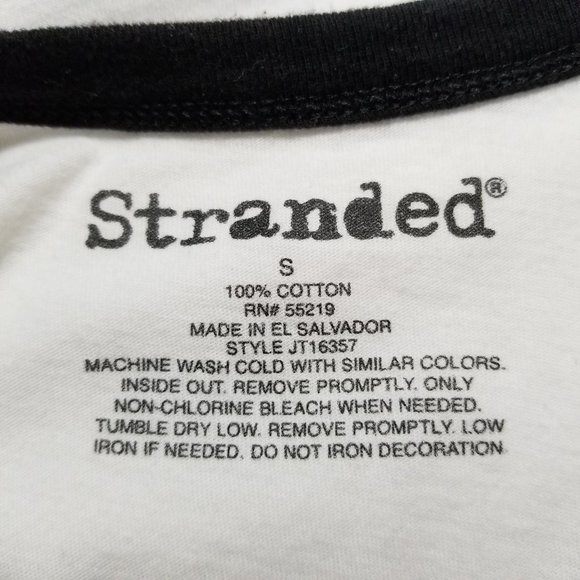 Stranded®
S
100% COTTON
RN# 55219
MADE IN EL SALVADOR
STYLE JT16357
MACHINE WASH COLD WITH SIMILAR COLORS.
INSIDE OUT. REMOVE PROMPTLY. ONLY
NON-CHLORINE BLEACH WHEN NEEDED.
TUMBLE DRY LOW. REMOVE PROMPTLY. LOW
IRON IF NEEDED. DO NOT IRON DECORATION